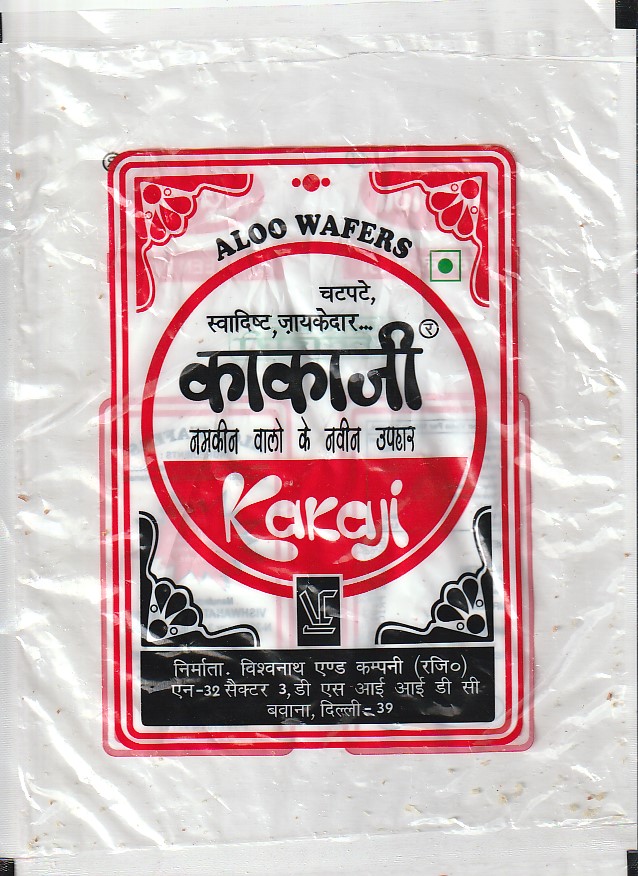 ALOO WAFERS
चटपटे,
स्वादिष्ट, ज़ायकेदार...
काकाजी र
नमकीन वालो के नवीन उपहार
Kakaji
VC
निर्माता. विश्वनाथ एण्ड कम्पनी (रजि०)
एन-32 सैक्टर 3, डी एस आई आई डी सी
बवाना, दिल्ली-39